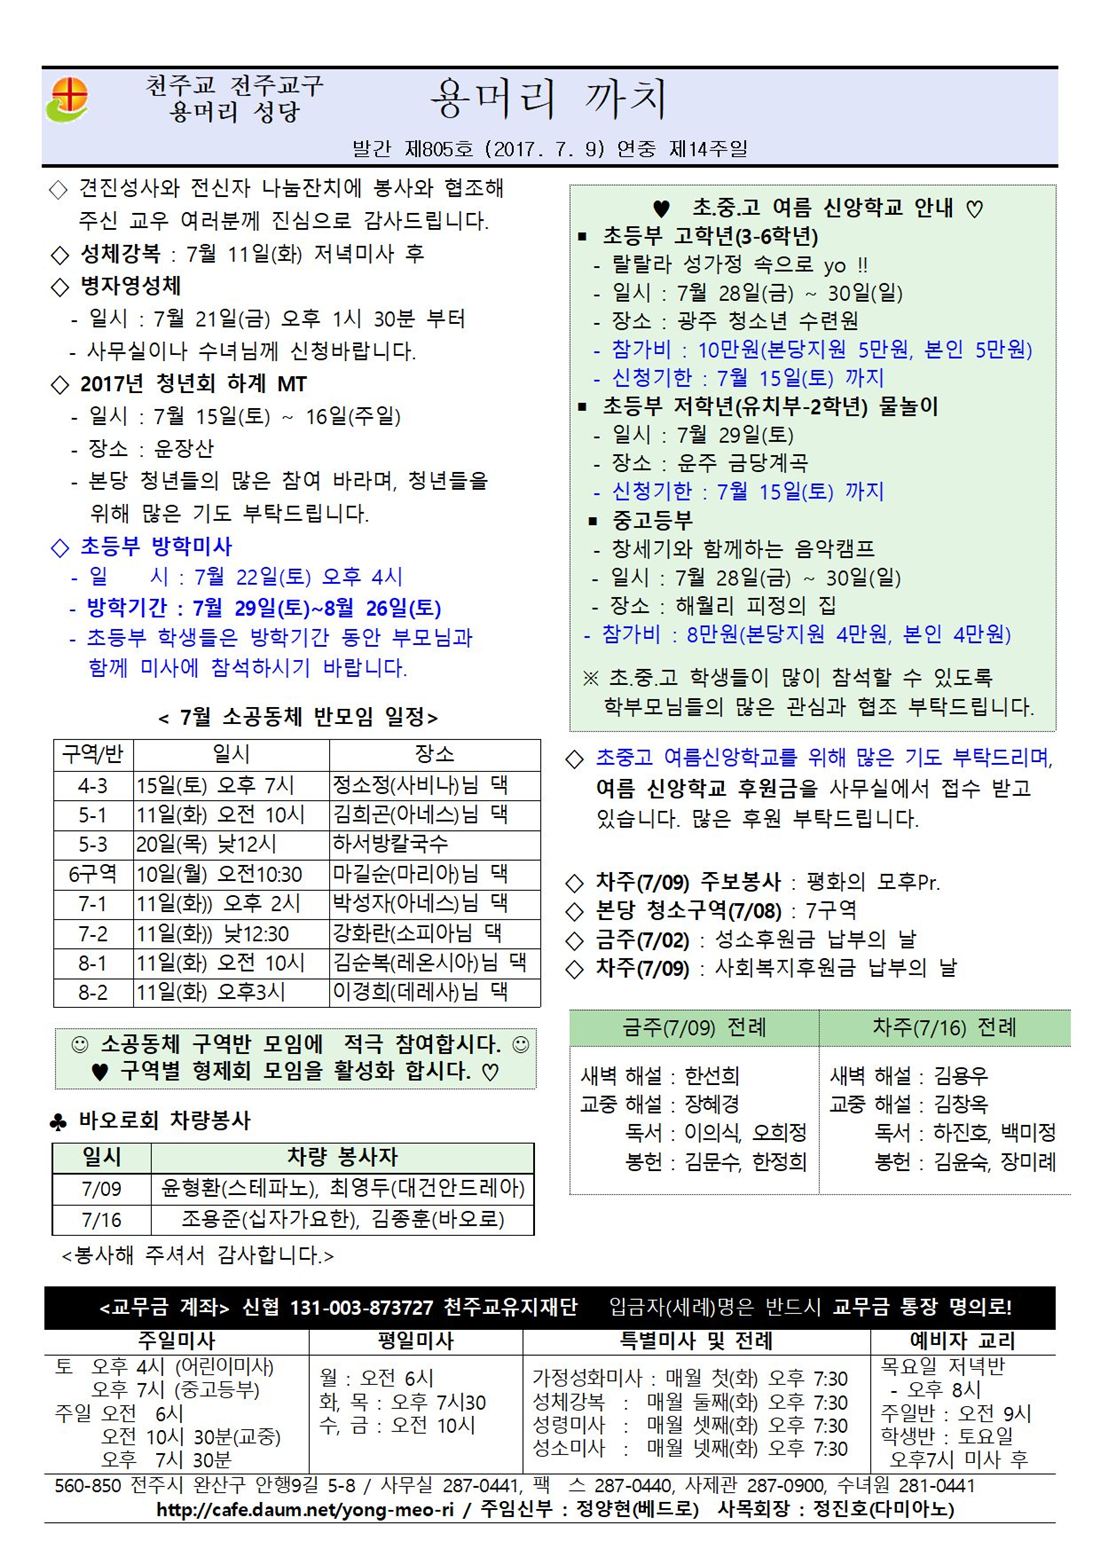 천주교 전주교구
용머리 성당
용머리 까치
발간 제805호 (2017. 7. 9) 연중 제14주일
◇ 견진성사와 전신자 나눔잔치에 봉사와 협조해
주신 교우 여러분께 진심으로 감사드립니다.
◇ 성체강복 : 7월 11일(화) 저녁미사 후
◇ 병자영성체
- 일시 : 7월 21일(금) 오후 1시 30분 부터
- 사무실이나 수녀님께 신청바랍니다.
◇ 2017년 청년회 하계 MT
- 일시 : 7월 15일(토) ~ 16일(주일)
- 장소 : 운장산
- 본당 청년들의 많은 참여 바라며, 청년들을
위해 많은 기도 부탁드립니다.
◇ 초등부 방학미사
- 일 시 : 7월 22일(토) 오후 4시
- 방학기간 : 7월 29일(토)~8월 26일(토)
- 초등부 학생들은 방학기간 동안 부모님과
함께 미사에 참석하시기 바랍니다.
< 7월 소공동체 반모임 일정>
구역/반 일시 장소
4-3 15일(토) 오후 7시 정소정(사비나)님 댁
5-1 11일(화) 오전 10시 김희곤(아네스)님 댁
5-3 20일(목) 낮12시 하서방칼국수
6구역 10일(월) 오전10:30 마길순(마리아)님 댁
7-1 11일(화)) 오후 2시 박성자(아네스)님 댁
7-2 11일(화)) 낮12:30 강화란(소피아님 댁
8-1 11일(화) 오전 10시 김순복(레온시아)님 댁
8-2 11일(화) 오후3시 이경희(데레사)님 댁
☺ 소공동체 구역반 모임에 적극 참여합시다. ☺
♥ 구역별 형제회 모임을 활성화 합시다. ♡
♣ 바오로회 차량봉사
일시 차량 봉사자
7/09 윤형환(스테파노), 최영두(대건안드레아)
7/16 조용준(십자가요한), 김종훈(바오로)
<봉사해 주셔서 감사합니다.>
♥ 초.중.고 여름 신앙학교 안내 ♡
■ 초등부 고학년(3-6학년)
- 랄랄라 성가정 속으로 yo !!
- 일시 : 7월 28일(금) ~ 30일(일)
- 장소 : 광주 청소년 수련원
- 참가비 : 10만원(본당지원 5만원, 본인 5만원)
- 신청기한 : 7월 15일(토) 까지
■ 초등부 저학년(유치부-2학년) 물놀이
- 일시 : 7월 29일(토)
- 장소 : 운주 금당계곡
- 신청기한 : 7월 15일(토) 까지
■ 중고등부
- 창세기와 함께하는 음악캠프
- 일시 : 7월 28일(금) ~ 30일(일)
- 장소 : 해월리 피정의 집
- 참가비 : 8만원(본당지원 4만원, 본인 4만원)
※ 초.중.고 학생들이 많이 참석할 수 있도록
학부모님들의 많은 관심과 협조 부탁드립니다.
◇ 초중고 여름신앙학교를 위해 많은 기도 부탁드리며,
여름 신앙학교 후원금을 사무실에서 접수 받고
있습니다. 많은 후원 부탁드립니다.
◇ 차주(7/09) 주보봉사 : 평화의 모후Pr.
◇ 본당 청소구역(7/08) : 7구역
◇ 금주(7/02) : 성소후원금 납부의 날
◇ 차주(7/09) : 사회복지후원금 납부의 날
금주(7/09) 전례 차주(7/16) 전례
새벽 해설 : 한선희 새벽 해설 : 김용우
교중 해설 : 장혜경 교중 해설 : 김창옥
독서 : 이의식, 오희정 독서 : 하진호, 백미정
봉헌 : 김문수, 한정희 봉헌 : 김윤숙, 장미례
<교무금 계좌> 신협 131-003-873727 천주교유지재단 입금자(세례)명은 반드시 교무금 통장 명의로!
주일미사 평일미사 특별미사 및 전례 예비자 교리
토 오후 4시 (어린이미사)
오후 7시 (중고등부)
주일 오전 6시
오전 10시 30분(교중)
오후 7시 30분
월 : 오전 6시
화, 목 : 오후 7시30
수, 금 : 오전 10시
가정성화미사 : 매월 첫(화) 오후 7:30
성체강복 : 매월 둘째(화) 오후 7:30
성령미사 : 매월 셋째(화) 오후 7:30
성소미사 : 매월 넷째(화) 오후 7:30
목요일 저녁반
- 오후 8시
주일반 : 오전 9시
학생반 : 토요일
오후7시 미사 후
560-850 전주시 완산구 안행9길 5-8 / 사무실 287-0441, 팩 스 287-0440, 사제관 287-0900, 수녀원 281-0441
http://cafe.daum.net/yong-meo-ri / 주임신부 : 정양현(베드로) 사목회장 : 정진호(다미아노)